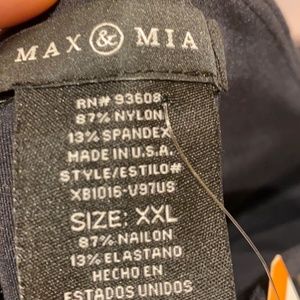 MAX & MIA
RN# 93608
87% NYLON
13% SPANDEX
MADE IN U.S.A.
STYLE/ESTILO#
XB1016-V97US
SIZE: XXL
87% NAILON
13% ELASTANO
HECHO EN
ESTADOS UNIDOS